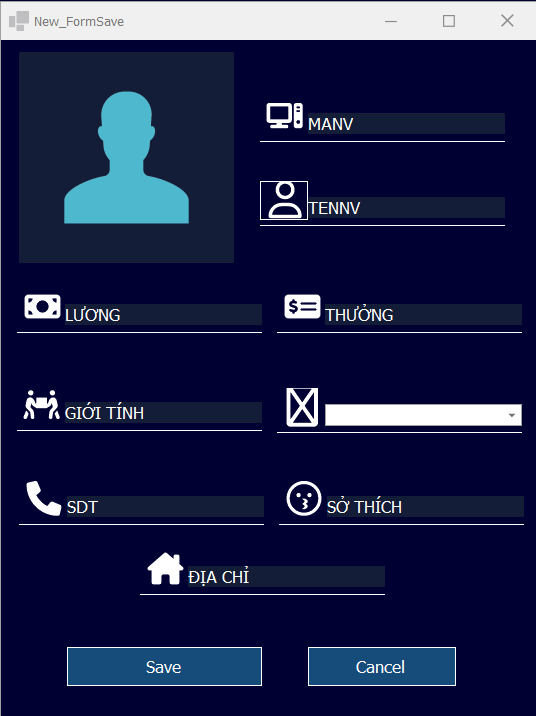 New_FormSave
MANV
TENNV
LƯƠNG
THƯỞNG
GIỚI TÍNH
SDT
SỞ THÍCH
ĐỊA CHỈ
Save
Cancel